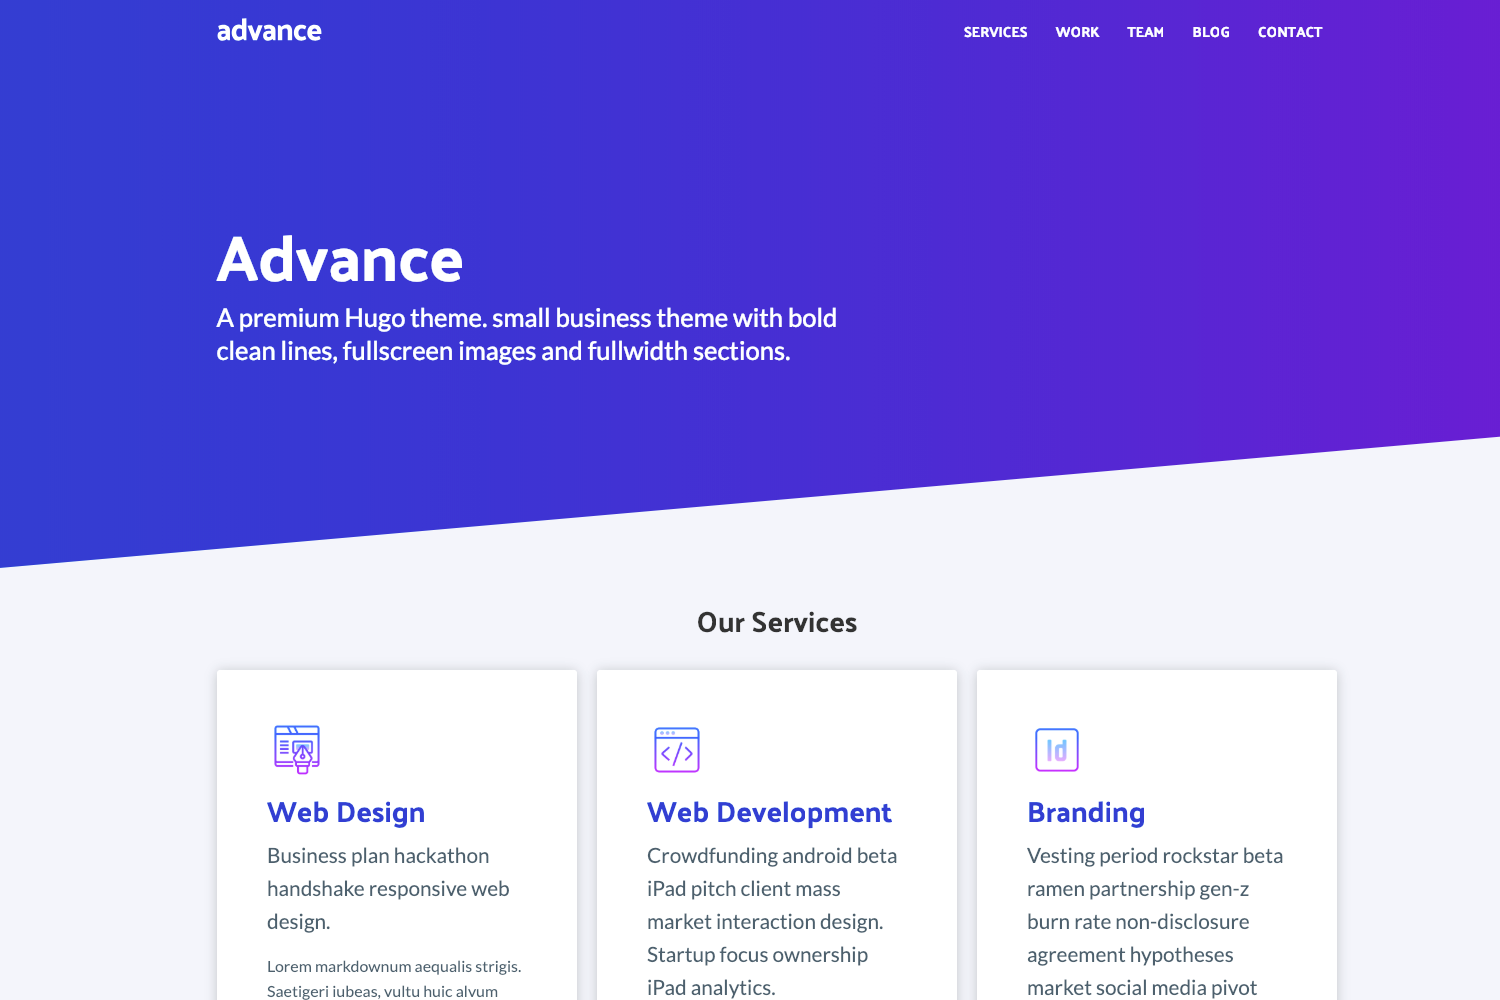 advance
SERVICES WORK TEAM BLOG CONTACT
Advance
A premium Hugo theme. small business theme with bold
clean lines, fullscreen images and fullwidth sections.
Our Services
Id
Web Design
Business plan hackathon
handshake responsive web
design.
Lorem markdownum aequalis strigis.
Saetigeri iubeas, vultu huic alvum
Web Development
Crowdfunding android beta
iPad pitch client mass
market interaction design.
Startup focus ownership
iPad analytics.
Branding
Vesting period rockstar beta
ramen partnership gen-z
burn rate non-disclosure
agreement hypotheses
market social media pivot